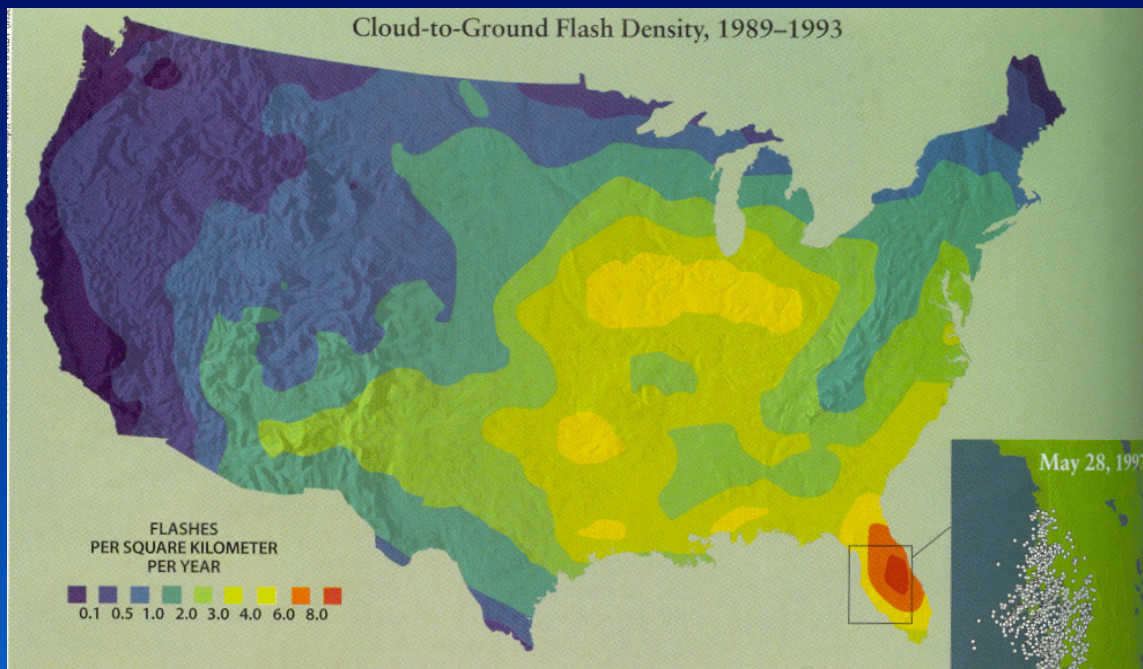 Cloud-to-Ground Flash Density, 1989–1993
May 28, 1997
FLASHES
PER SQUARE KILOMETER
PER YEAR
0.1 0.5 1.0 2.0 3.0 4.0 6.0 8.0